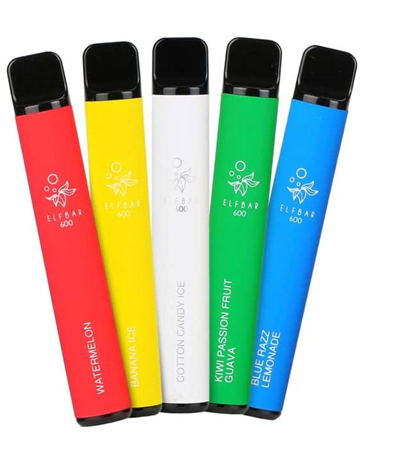 ELFBAR
600
WATERMELON
ELFBAR
600
BANANA ICE
ELFBAR
600
COTTON CANDY ICE
ELFBAR
600
KIWI PASSION FRUIT
GUAVA
ELFBAR
600
BLUE RAZZ
LEMONADE